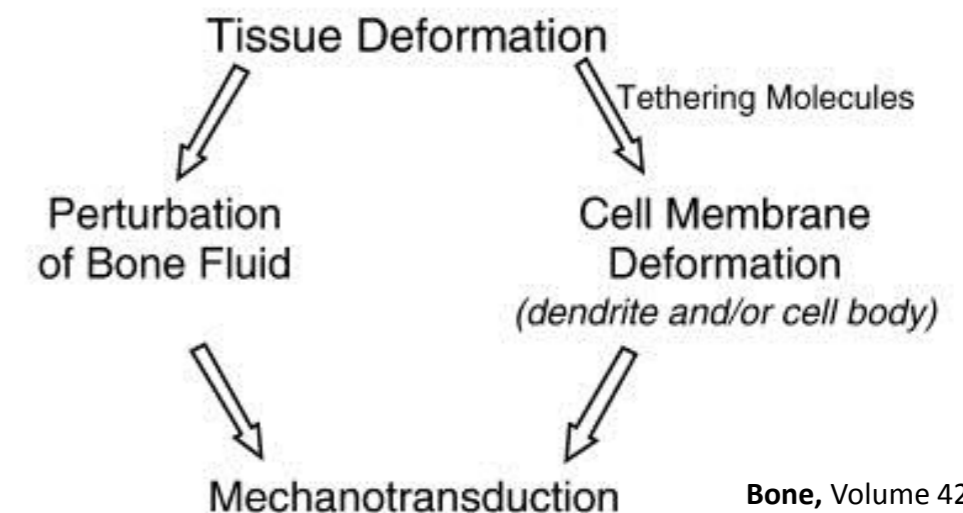 Tissue Deformation
Tethering Molecules
Perturbation
of Bone Fluid
Cell Membrane
Deformation
(dendrite and/or cell body)
Mechanotransduction
Bone, Volume 42